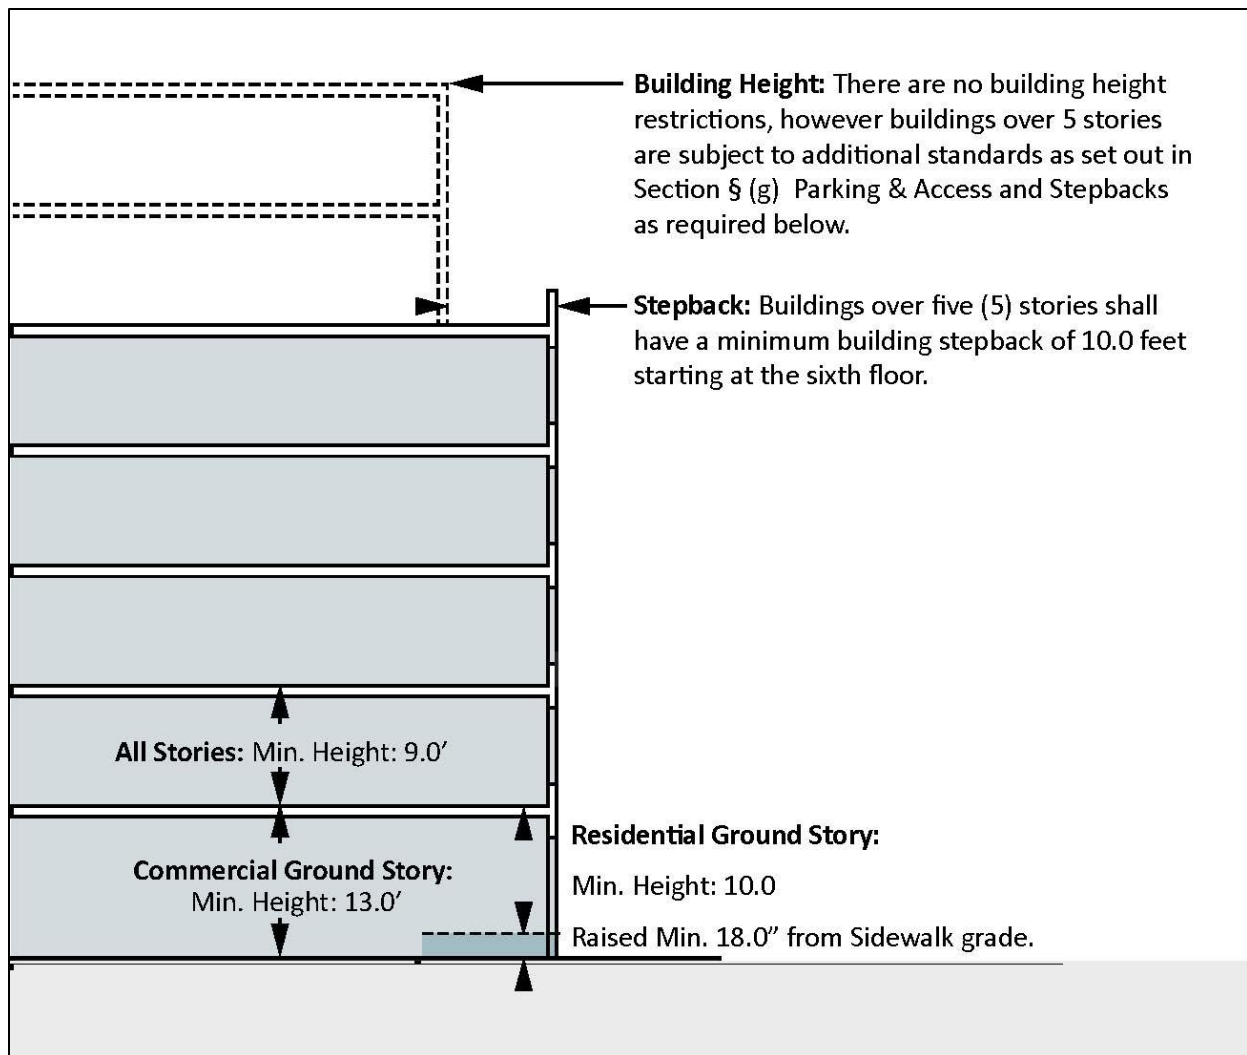 Building Height: There are no building height
restrictions, however buildings over 5 stories
are subject to additional standards as set out in
Section § (g)  Parking & Access and Stepbacks
as required below.
Stepback: Buildings over five (5) stories shall
have a minimum building stepback of 10.0 feet
starting at the sixth floor.
All Stories: Min. Height: 9.0′
Commercial Ground Story:
Min. Height: 13.0′
Residential Ground Story:
Min. Height: 10.0
Raised Min. 18.0” from Sidewalk grade.